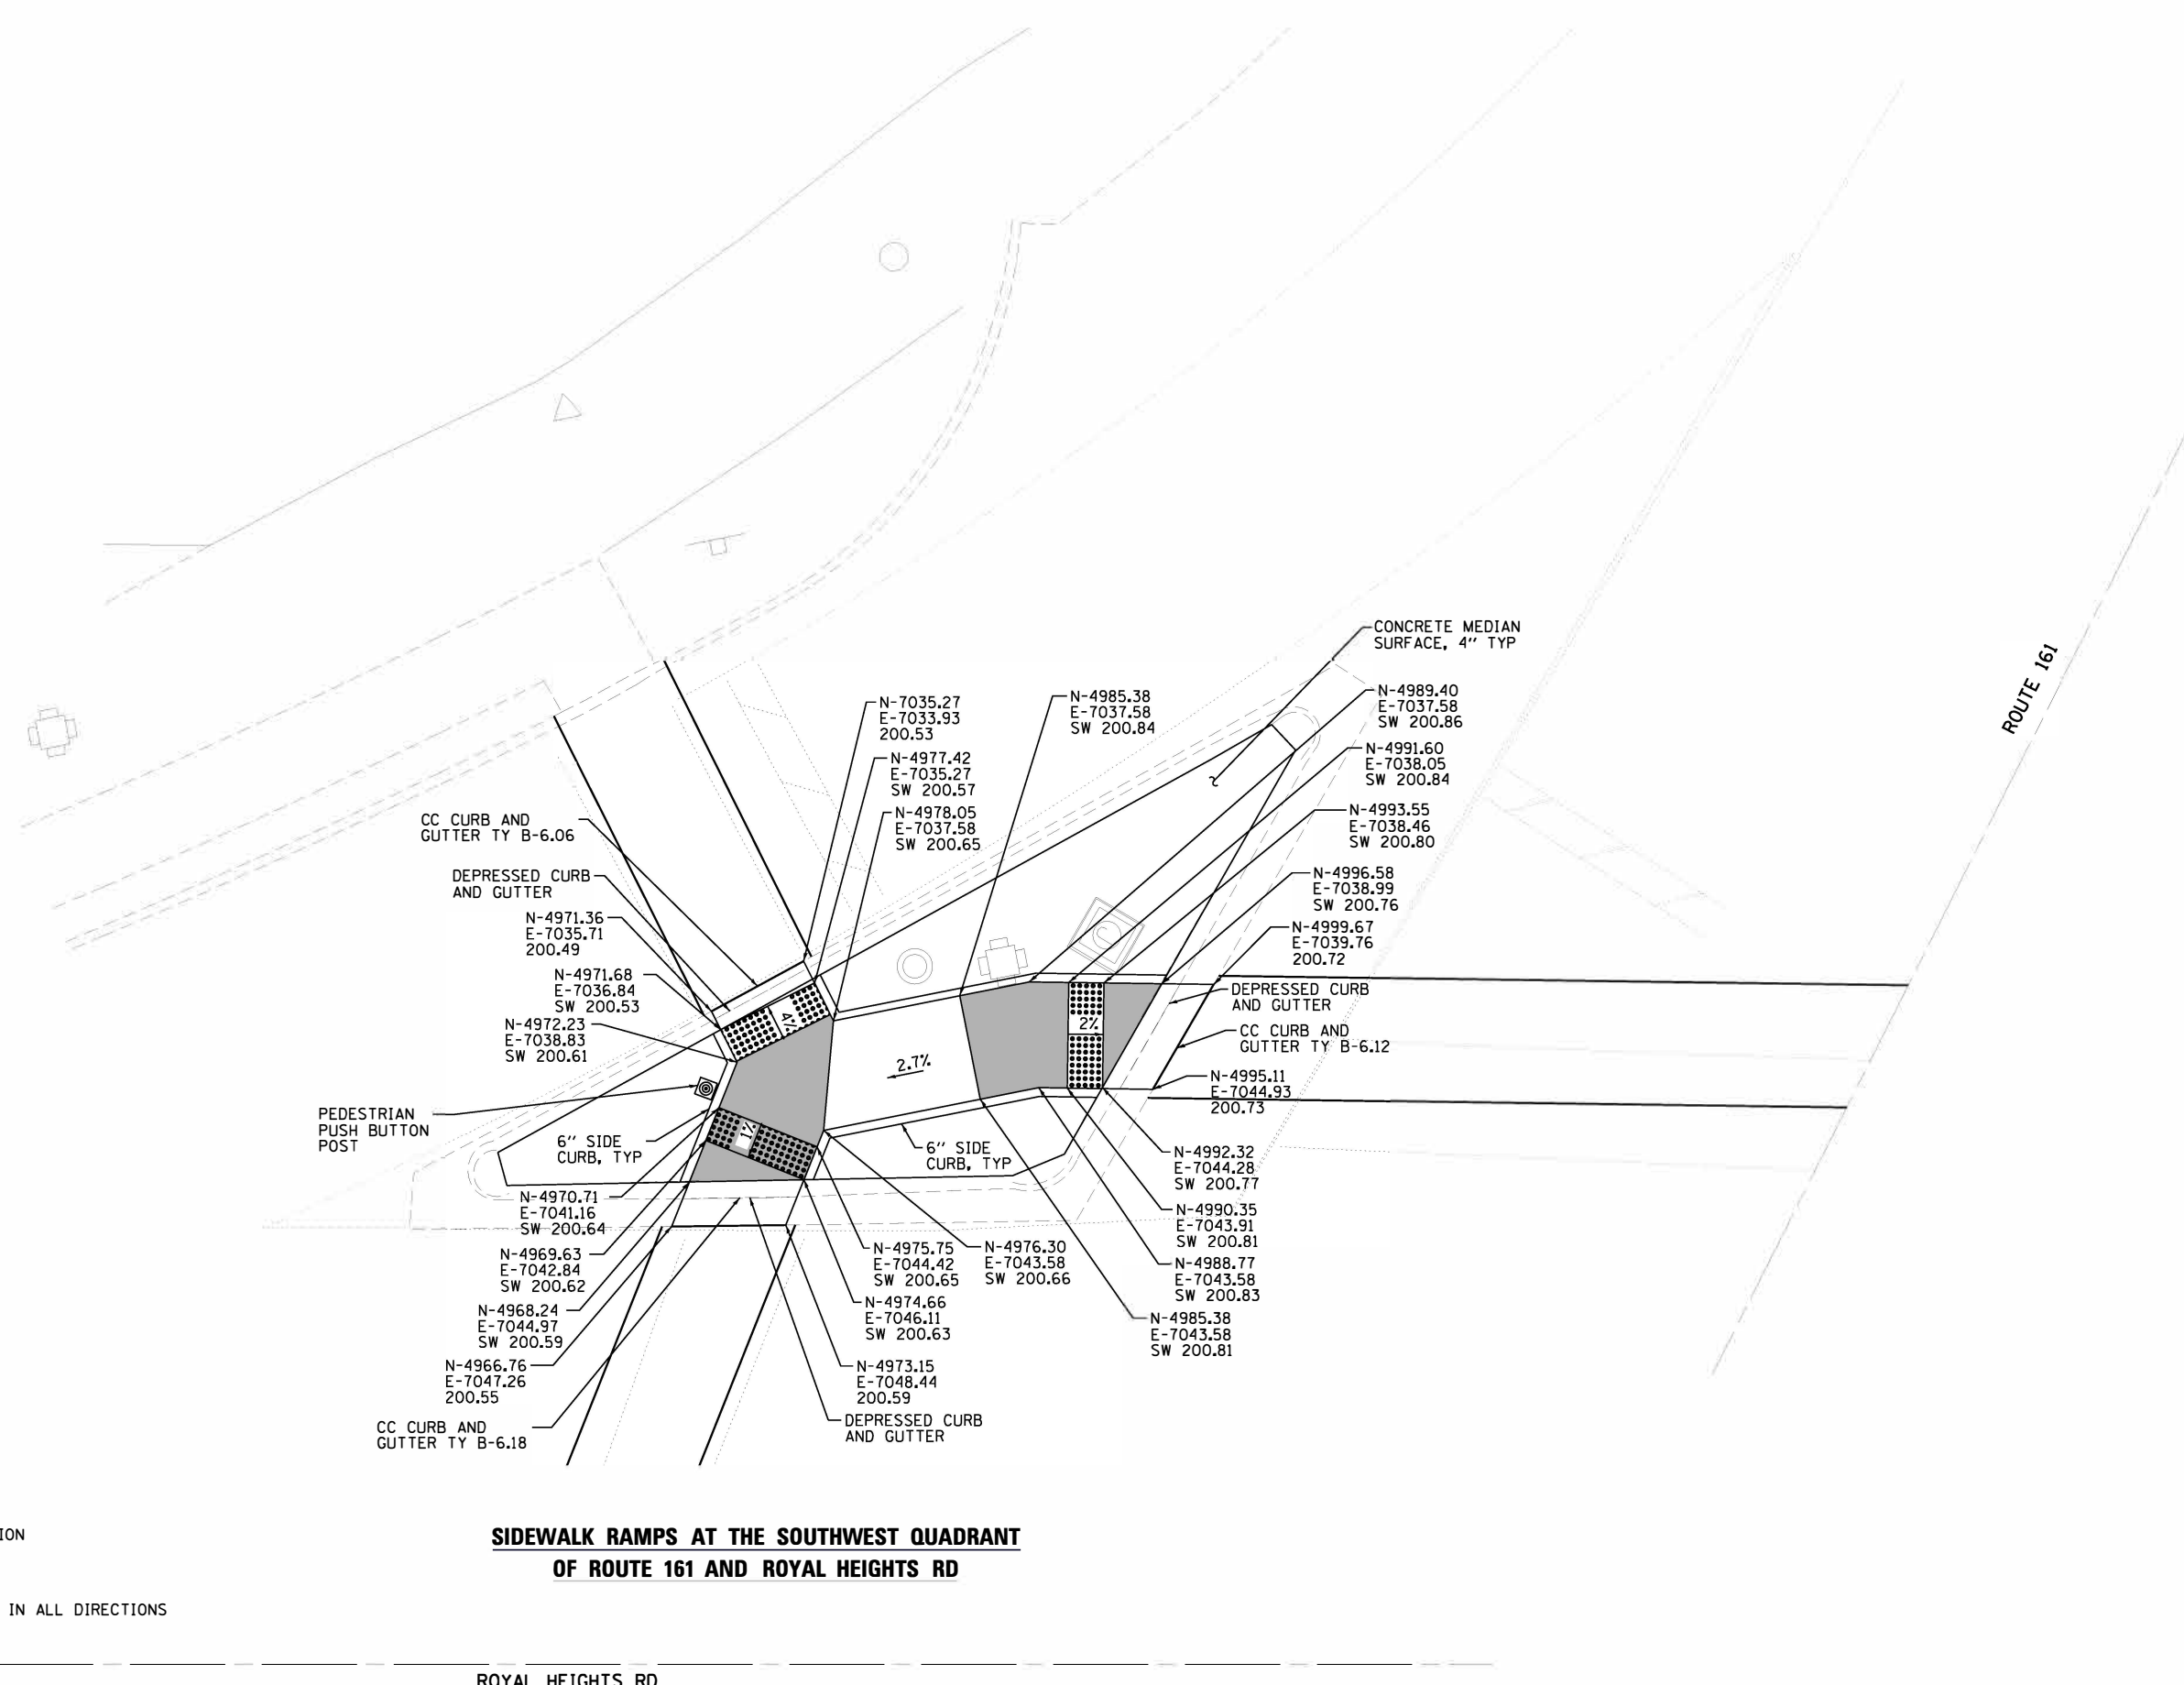 CONCRETE MEDIAN
SURFACE, 4" TYP
ROUTE 161
N-7035.27
E-7033.93
200.53
N-4985.38
E-7037.58
SW 200.84
N-4989.40
E-7037.58
SW 200.86
N-4977.42
E-7035.27
SW 200.57
N-4991.60
E-7038.05
SW 200.84
N-4978.05
E-7037.58
SW 200.65
N-4993.55
E-7038.46
SW 200.80
CC CURB AND
GUTTER TY B-6.06
DEPRESSED CURB
AND GUTTER
N-4996.58
E-7038.99
SW 200.76
N-4971.36
E-7035.71
200.49
N-4999.67
E-7039.76
200.72
N-4971.68
E-7036.84
SW 200.53
DEPRESSED CURB
AND GUTTER
N-4972.23
E-7038.83
SW 200.61
4%
2%
CC CURB AND
GUTTER TY B-6.12
2.7%
N-4995.11
E-7044.93
200.73
PEDESTRIAN
PUSH BUTTON
POST
6" SIDE
CURB, TYP
1%
6" SIDE
CURB, TYP
N-4992.32
E-7044.28
SW 200.77
N-4970.71
E-7041.16
SW 200.64
N-4990.35
E-7043.91
SW 200.81
N-4969.63
E-7042.84
SW 200.62
N-4975.75
E-7044.42
SW 200.65
N-4976.30
E-7043.58
SW 200.66
N-4988.77
E-7043.58
SW 200.83
N-4968.24
E-7044.97
SW 200.59
N-4974.66
E-7046.11
SW 200.63
N-4985.38
E-7043.58
SW 200.81
N-4966.76
E-7047.26
200.55
N-4973.15
E-7048.44
200.59
CC CURB AND
GUTTER TY B-6.18
DEPRESSED CURB
AND GUTTER
ION
SIDEWALK RAMPS AT THE SOUTHWEST QUADRANT
OF ROUTE 161 AND ROYAL HEIGHTS RD
IN ALL DIRECTIONS
ROYAL HEIGHTS RD